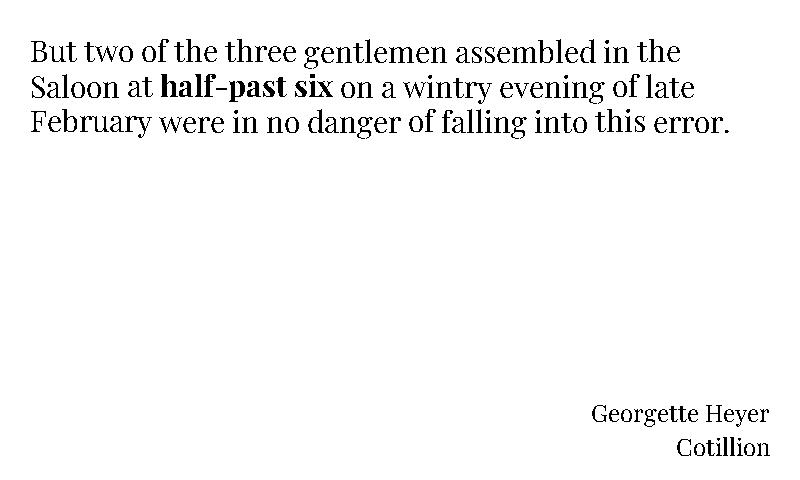 But two of the three gentlemen assembled in the
Saloon at half-past six on a wintry evening of late
February were in no danger of falling into this error.
Georgette Heyer
Cotillion